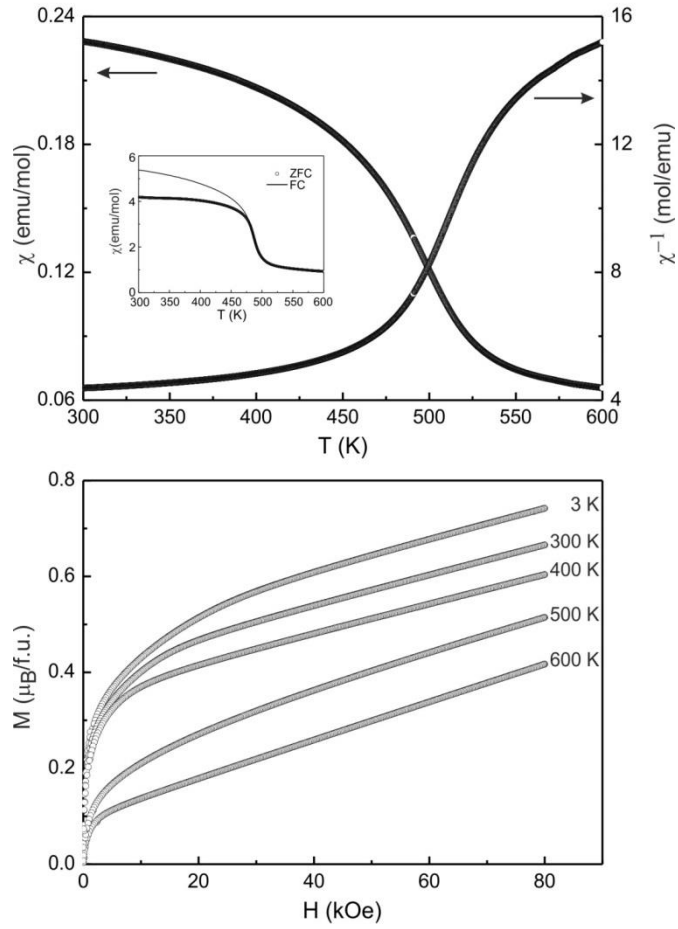 0.24
0.18
0.12
0.06
χ (emu/mol)
16
12
8
4
χ⁻¹ (mol/emu)
6
4
2
0
χ(emu/mol)
ZFC
FC
300 350 400 450 500 550 600
T (K)
300 350 400 450 500 550 600
T (K)
0.8
0.6
0.4
0.2
0.0
M (μB/f.u.)
3 K
300 K
400 K
500 K
600 K
0 20 40 60 80
H (kOe)